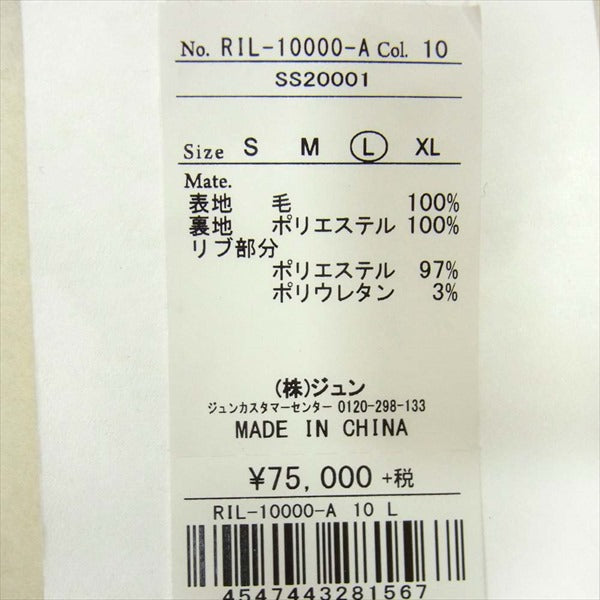 No. RIL-10000-A Col. 10
SS20001
Size S M L XL
Mate.
表地 毛 100%
裏地 ポリエステル 100%
リブ部分
ポリエステル 97%
ポリウレタン 3%
(株)ジュン
ジュンカスタマーセンター 0120-298-133
MADE IN CHINA
¥75,000 +税
RIL-10000-A 10 L
4547443281567